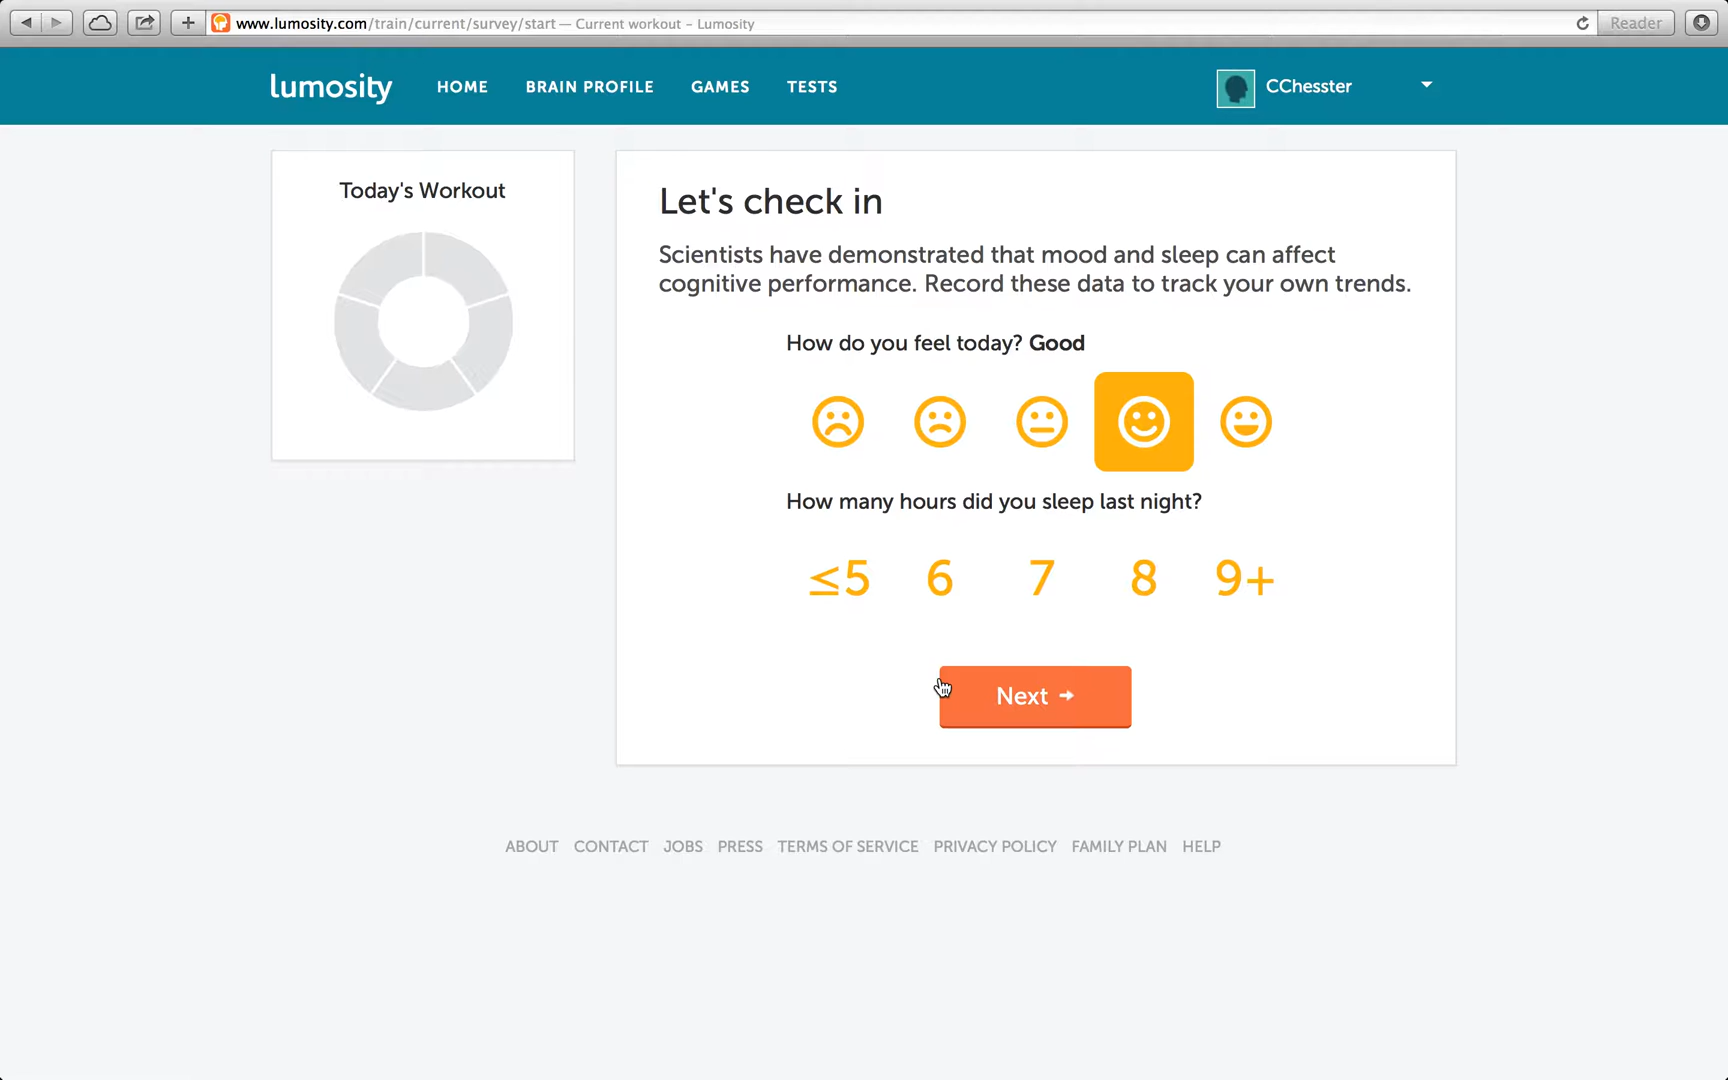 www.lumosity.com/train/current/survey/start — Current workout – Lumosity
Reader
lumosity
HOME
BRAIN PROFILE
GAMES
TESTS
CChesster
Today's Workout
Let's check in
Scientists have demonstrated that mood and sleep can affect
cognitive performance. Record these data to track your own trends.
How do you feel today? Good
How many hours did you sleep last night?
≤5 6 7 8 9+
Next →
ABOUT CONTACT JOBS PRESS TERMS OF SERVICE PRIVACY POLICY FAMILY PLAN HELP